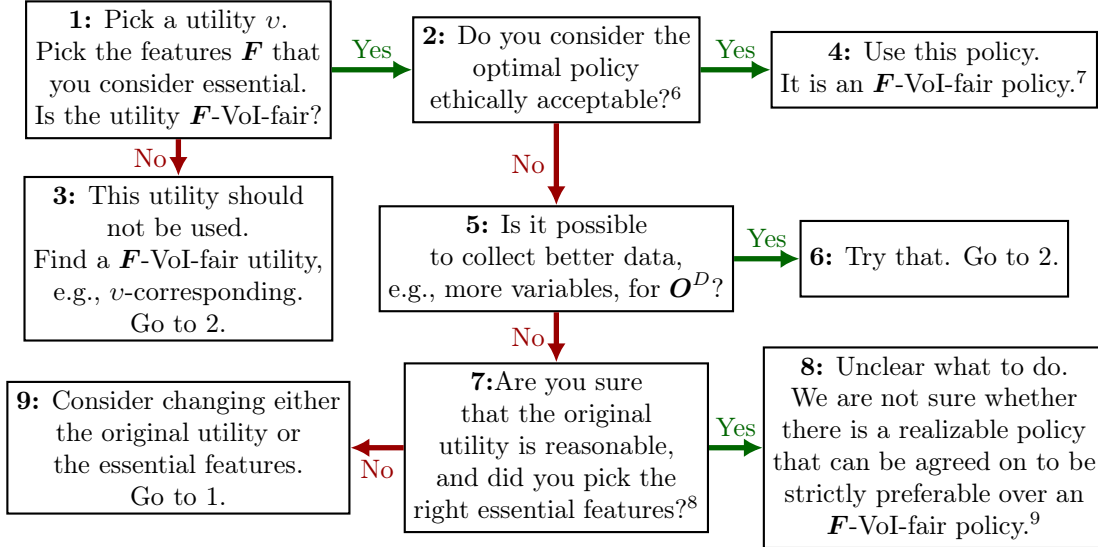 1: Pick a utility υ.
Pick the features F that
you consider essential.
Is the utility F-VoI-fair?
Yes
2: Do you consider the
optimal policy
ethically acceptable?⁶
Yes
4: Use this policy.
It is an F-VoI-fair policy.⁷
No
3: This utility should
not be used.
Find a F-VoI-fair utility,
e.g., υ-corresponding.
Go to 2.
No
5: Is it possible
to collect better data,
e.g., more variables, for Oᴰ?
Yes
6: Try that. Go to 2.
No
7:Are you sure
that the original
utility is reasonable,
and did you pick the
right essential features?⁸
Yes
8: Unclear what to do.
We are not sure whether
there is a realizable policy
that can be agreed on to be
strictly preferable over an
F-VoI-fair policy.⁹
No
9: Consider changing either
the original utility or
the essential features.
Go to 1.